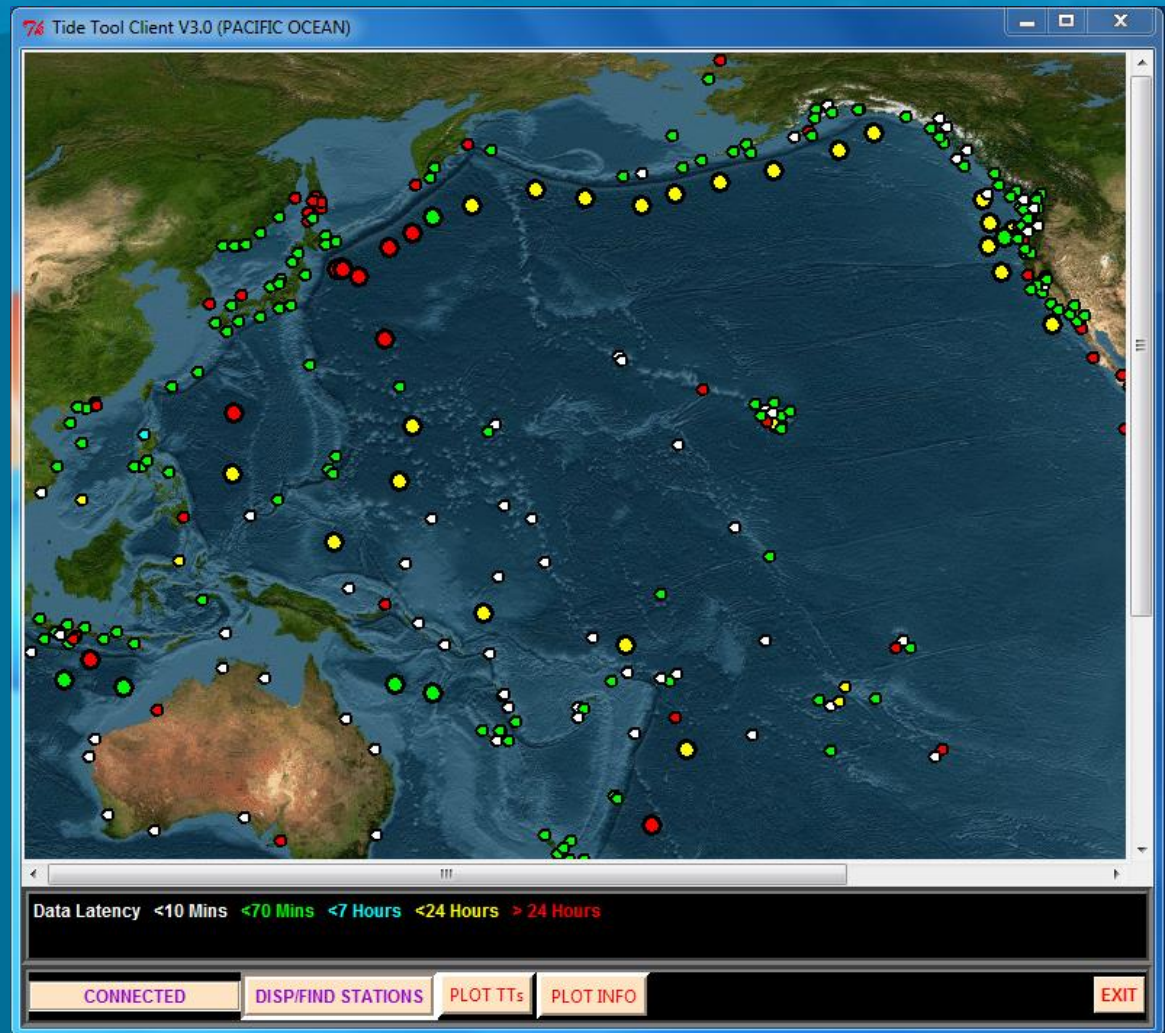 Tide Tool Client V3.0 (PACIFIC OCEAN)
Data Latency <10 Mins <70 Mins <7 Hours <24 Hours > 24 Hours
CONNECTED DISP/FIND STATIONS PLOT TTs PLOT INFO EXIT